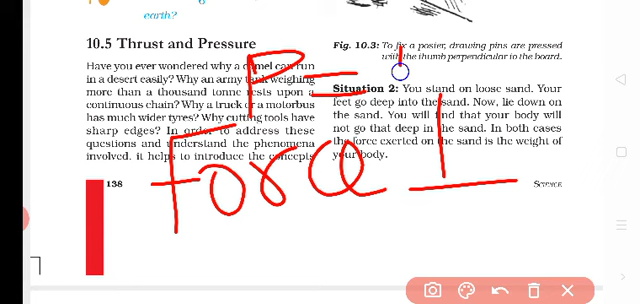 earth?
10.5 Thrust and Pressure
Have you ever wondered why a camel can run
in a desert easily? Why an army tank weighing
more than a thousand tonne rests upon a
continuous chain? Why a truck or a motorbus
has much wider tyres? Why cutting tools have
sharp edges? In order to address these
questions and understand the phenomena
involved, it helps to introduce the concepts
138
Fig. 10.3: To fix a poster, drawing pins are pressed
with the thumb perpendicular to the board.
Situation 2: You stand on loose sand. Your
feet go deep into the sand. Now, lie down on
the sand. You will find that your body will
not go that deep in the sand. In both cases
the force exerted on the sand is the weight of
your body.
SCIENCE
P =
Force